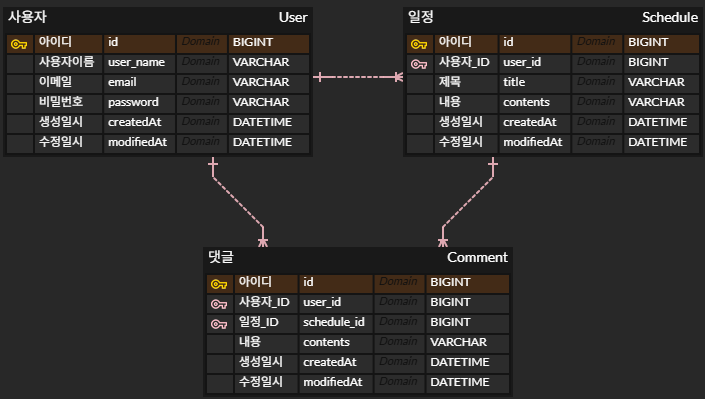 사용자 User
아이디 id Domain BIGINT
사용자이름 user_name Domain VARCHAR
이메일 email Domain VARCHAR
비밀번호 password Domain VARCHAR
생성일시 createdAt Domain DATETIME
수정일시 modifiedAt Domain DATETIME
일정 Schedule
아이디 id Domain BIGINT
사용자_ID user_id Domain BIGINT
제목 title Domain VARCHAR
내용 contents Domain VARCHAR
생성일시 createdAt Domain DATETIME
수정일시 modifiedAt Domain DATETIME
댓글 Comment
아이디 id Domain BIGINT
사용자_ID user_id Domain BIGINT
일정_ID schedule_id Domain BIGINT
내용 contents Domain VARCHAR
생성일시 createdAt Domain DATETIME
수정일시 modifiedAt Domain DATETIME